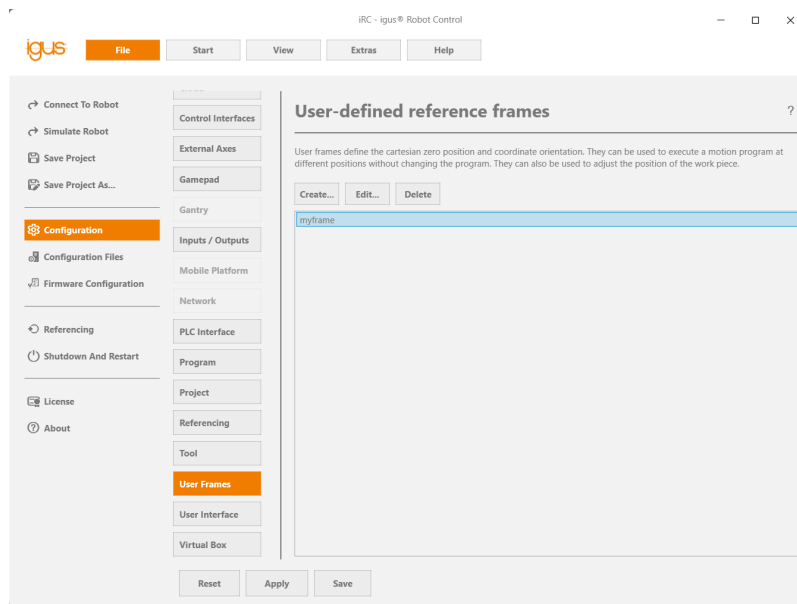 iRC - igus® Robot Control
igus
File
Start
View
Extras
Help
Connect To Robot
Simulate Robot
Save Project
Save Project As...
Configuration
Configuration Files
Firmware Configuration
Referencing
Shutdown And Restart
License
About
Control Interfaces
External Axes
Gamepad
Gantry
Inputs / Outputs
Mobile Platform
Network
PLC Interface
Program
Project
Referencing
Tool
User Frames
User Interface
Virtual Box
User-defined reference frames
?
User frames define the cartesian zero position and coordinate orientation. They can be used to execute a motion program at
different positions without changing the program. They can also be used to adjust the position of the work piece.
Create...
Edit...
Delete
myframe
Reset
Apply
Save